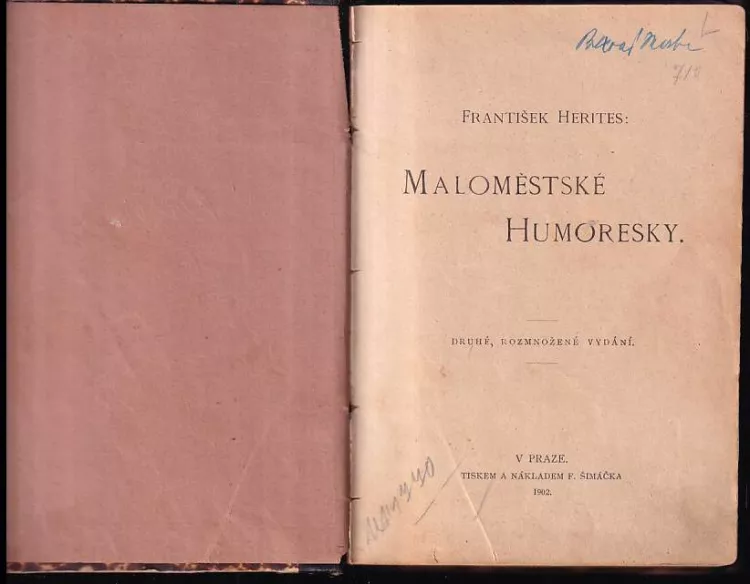 FRANTIŠEK HERITES:
MALOMĚSTSKÉ
HUMORESKY.
DRUHÉ, ROZMNOŽENÉ VYDÁNÍ.
V PRAZE.
TISKEM A NÁKLADEM F. ŠIMÁČKA
1902.